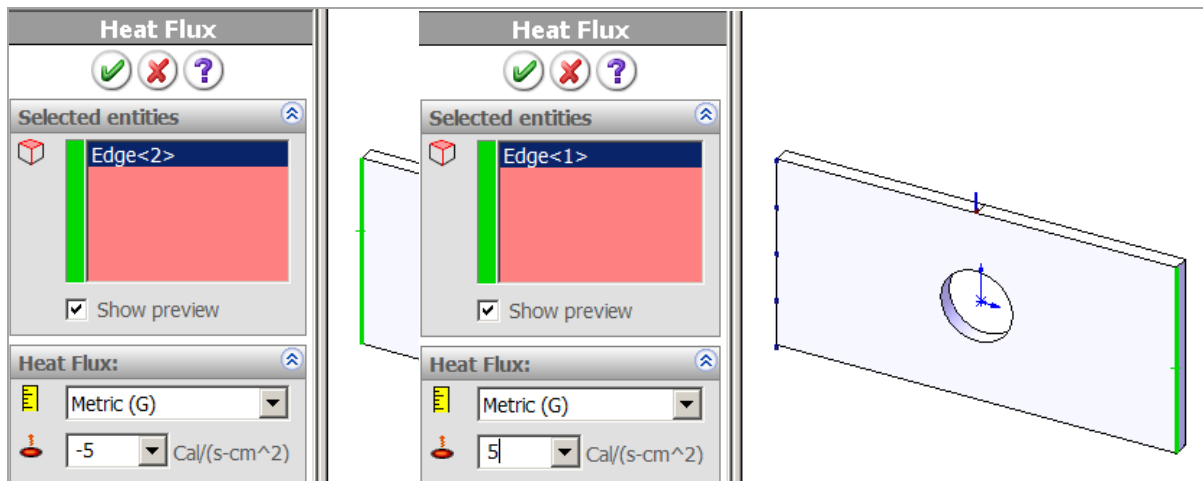 Heat Flux
?
Selected entities
Edge<2>
Show preview
Heat Flux:
Metric (G)
-5 Cal/(s-cm^2)
Heat Flux
?
Selected entities
Edge<1>
Show preview
Heat Flux:
Metric (G)
5 Cal/(s-cm^2)